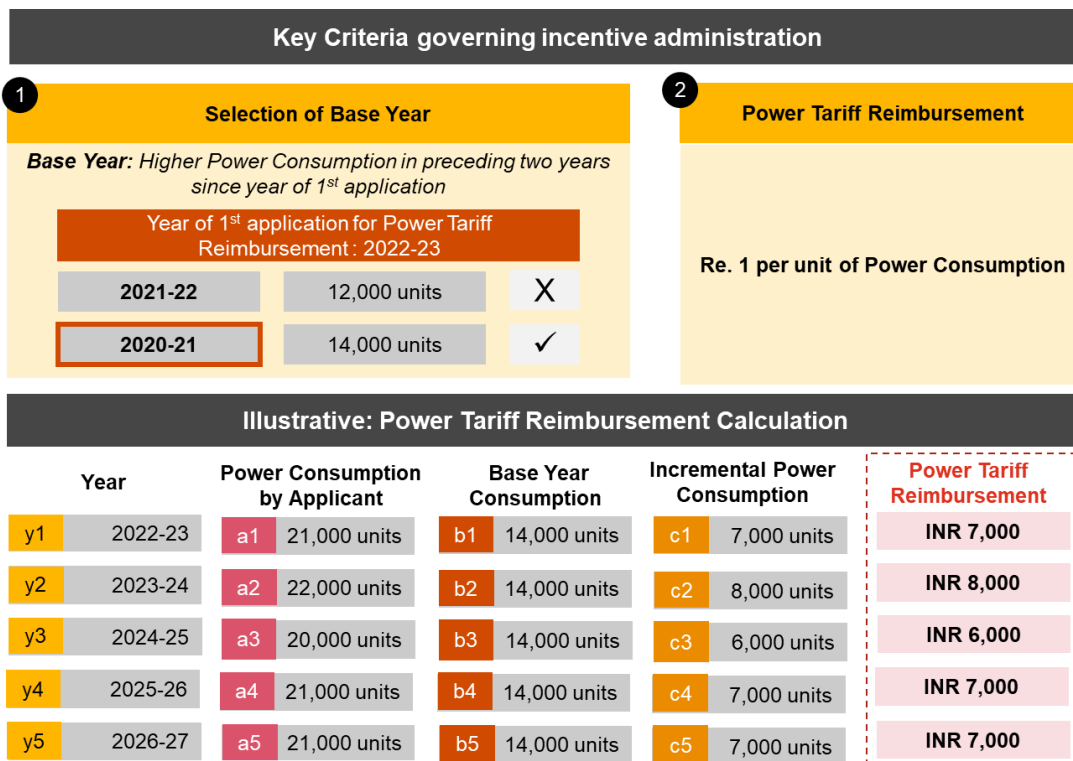 Key Criteria governing incentive administration
1
Selection of Base Year
Base Year: Higher Power Consumption in preceding two years
since year of 1st application
Year of 1st application for Power Tariff
Reimbursement : 2022-23
2021-22 12,000 units X
2020-21 14,000 units ✓
2
Power Tariff Reimbursement
Re. 1 per unit of Power Consumption
Illustrative: Power Tariff Reimbursement Calculation
Year
Power Consumption
by Applicant
Base Year
Consumption
Incremental Power
Consumption
Power Tariff
Reimbursement
y1 2022-23 a1 21,000 units b1 14,000 units c1 7,000 units INR 7,000
y2 2023-24 a2 22,000 units b2 14,000 units c2 8,000 units INR 8,000
y3 2024-25 a3 20,000 units b3 14,000 units c3 6,000 units INR 6,000
y4 2025-26 a4 21,000 units b4 14,000 units c4 7,000 units INR 7,000
y5 2026-27 a5 21,000 units b5 14,000 units c5 7,000 units INR 7,000